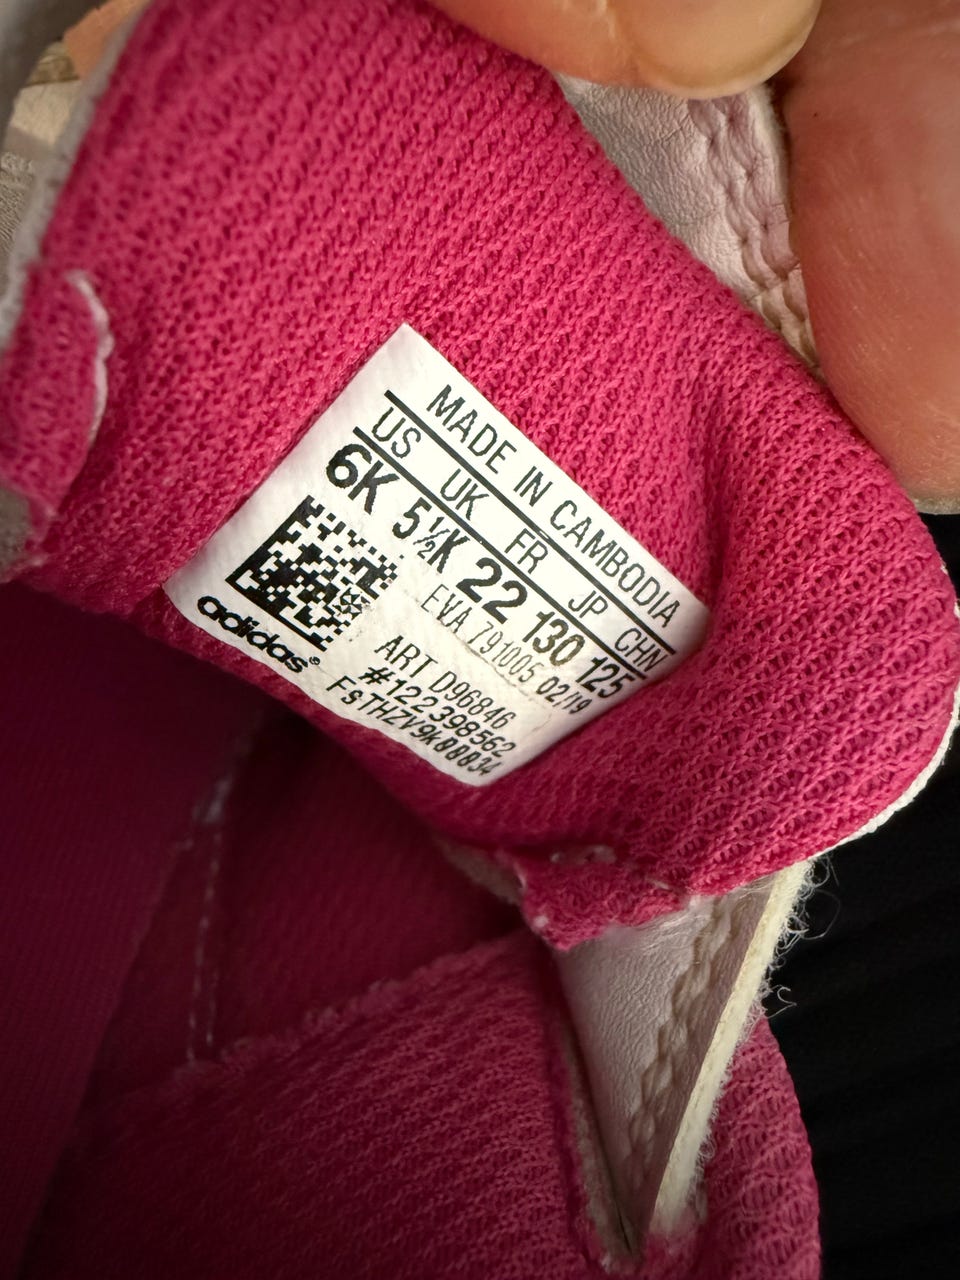 MADE IN CAMBODIA
US UK FR JP CHN
6K 5½K 22 130 125
EVA 791005 02/19
ART D96846
#122398562
adidas®